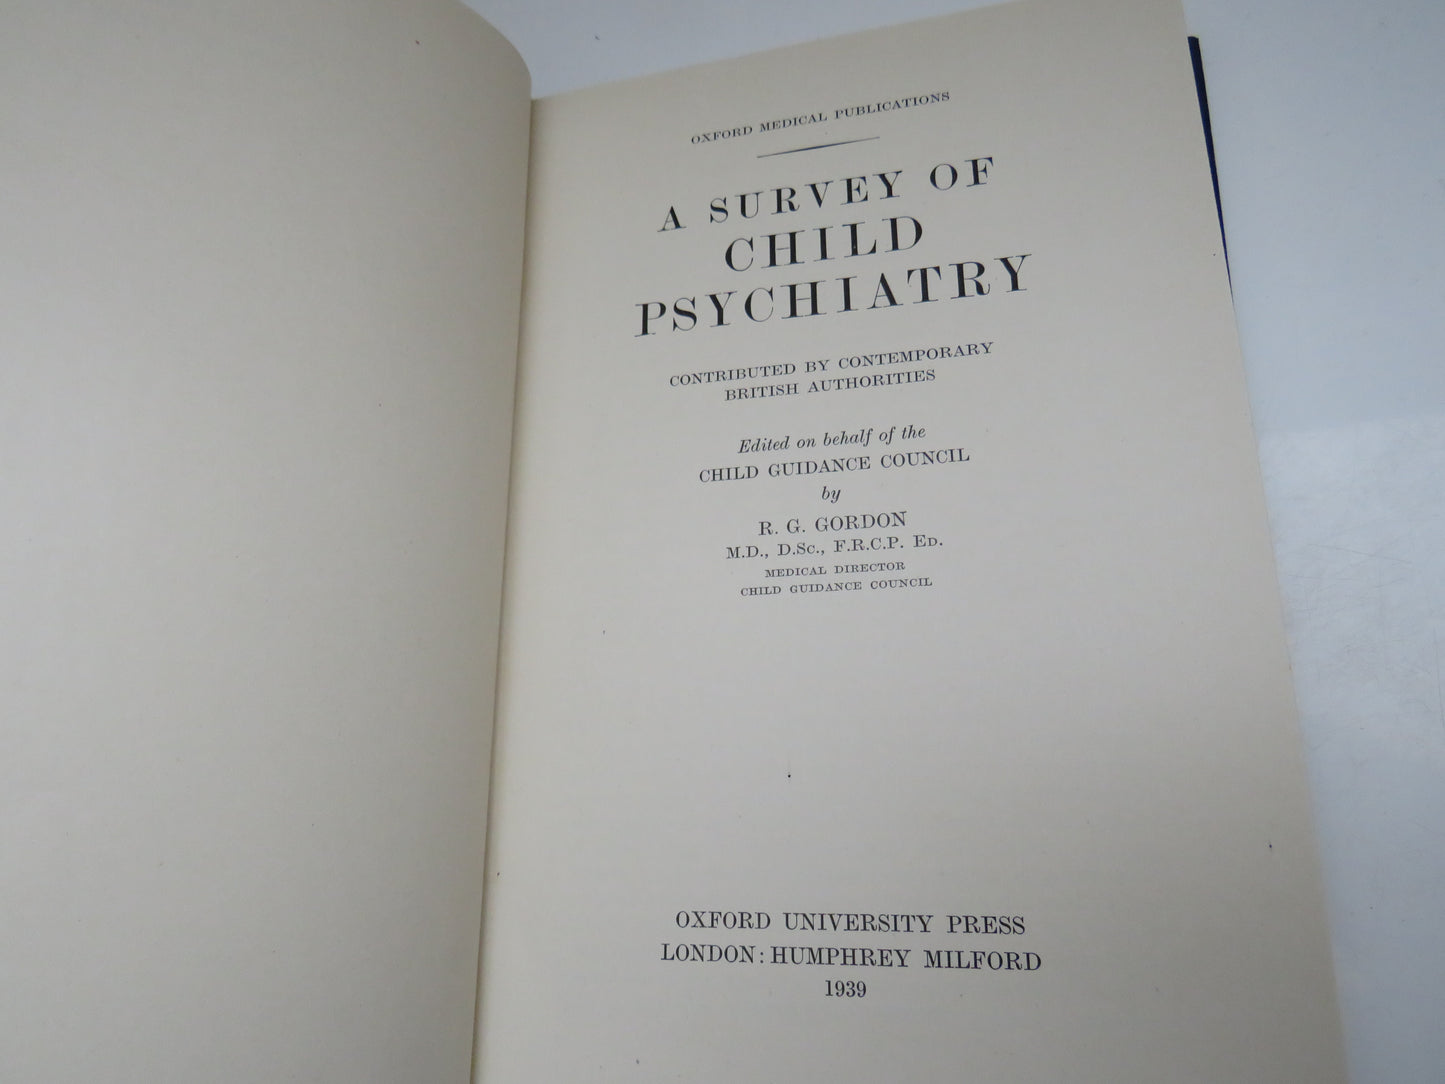 OXFORD MEDICAL PUBLICATIONS
A SURVEY OF
CHILD
PSYCHIATRY
CONTRIBUTED BY CONTEMPORARY
BRITISH AUTHORITIES
Edited on behalf of the
CHILD GUIDANCE COUNCIL
by
R. G. GORDON
M.D., D.Sc., F.R.C.P. ED.
MEDICAL DIRECTOR
CHILD GUIDANCE COUNCIL
OXFORD UNIVERSITY PRESS
LONDON: HUMPHREY MILFORD
1939